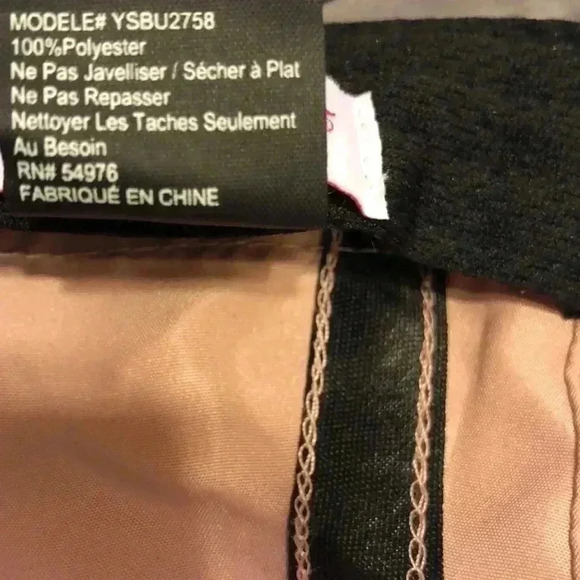 MODELE# YSBU2758
100%Polyester
Ne Pas Javelliser / Sécher à Plat
Ne Pas Repasser
Nettoyer Les Taches Seulement
Au Besoin
RN# 54976
FABRIQUÉ EN CHINE